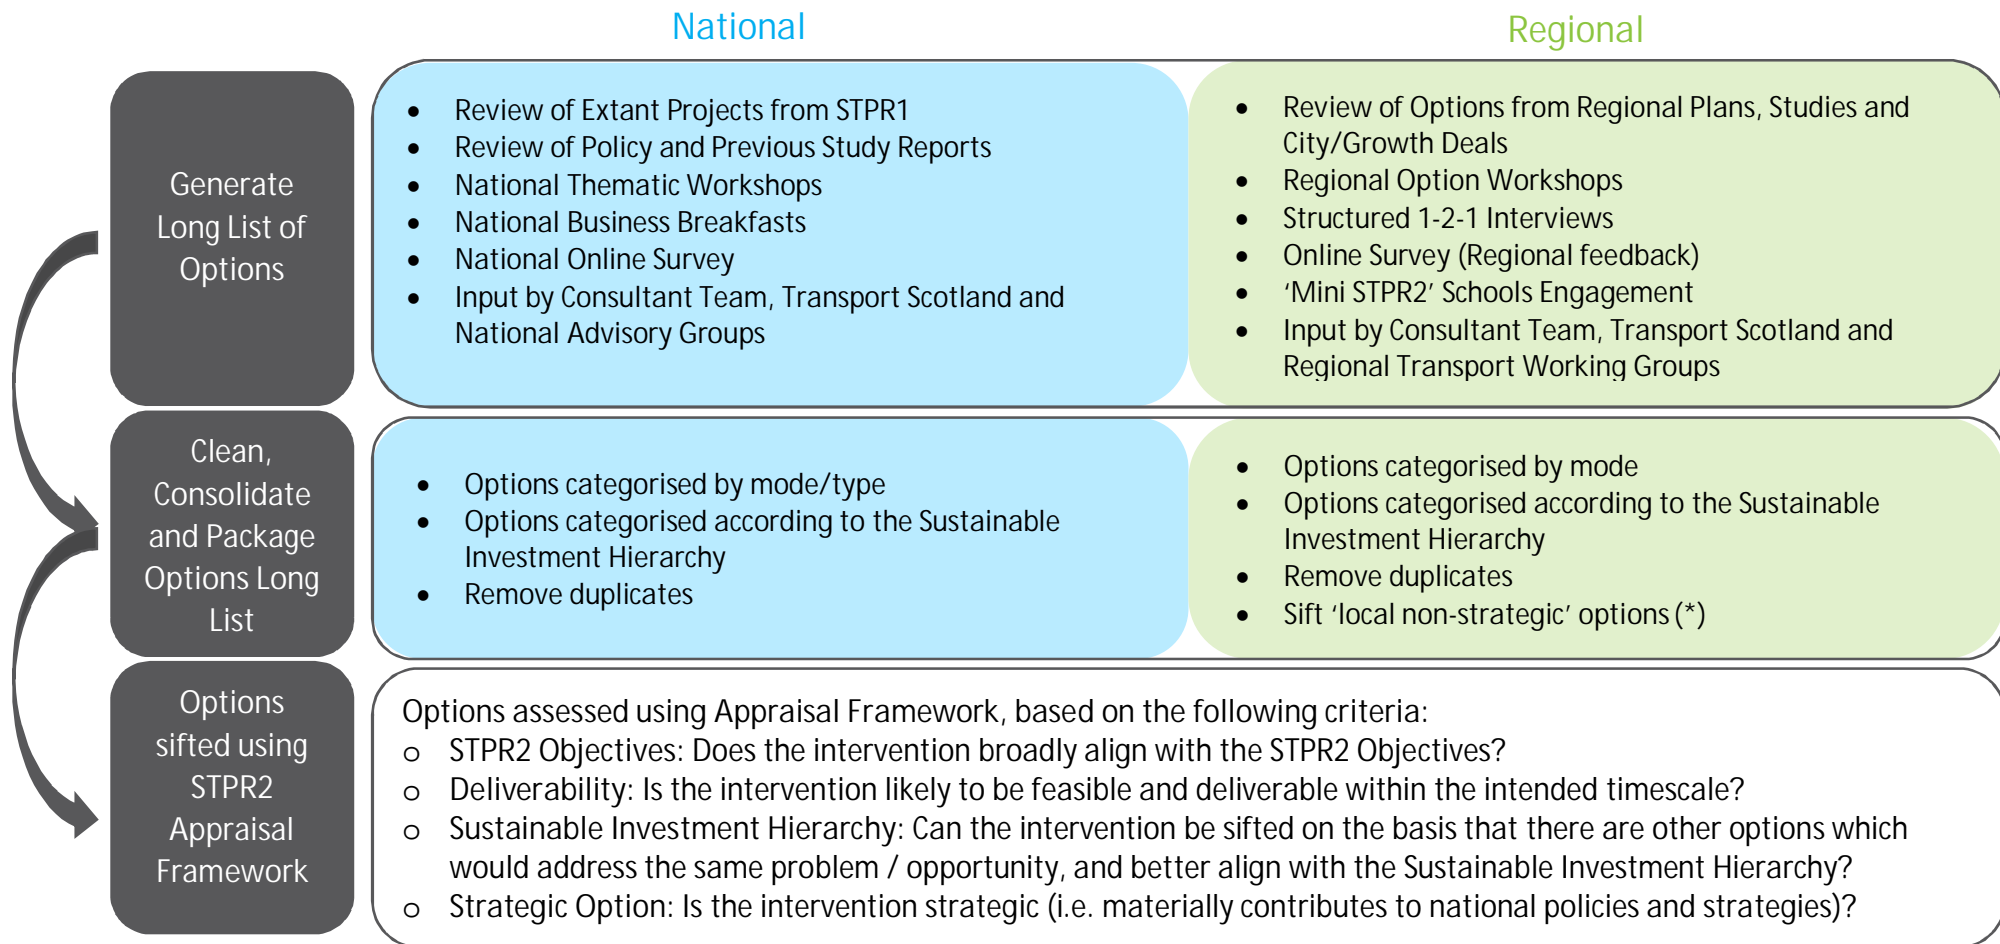 National
Regional
Generate
Long List of
Options
• Review of Extant Projects from STPR1
• Review of Policy and Previous Study Reports
• National Thematic Workshops
• National Business Breakfasts
• National Online Survey
• Input by Consultant Team, Transport Scotland and
National Advisory Groups
• Review of Options from Regional Plans, Studies and
City/Growth Deals
• Regional Option Workshops
• Structured 1-2-1 Interviews
• Online Survey (Regional feedback)
• ‘Mini STPR2’ Schools Engagement
• Input by Consultant Team, Transport Scotland and
Regional Transport Working Groups
Clean,
Consolidate
and Package
Options Long
List
• Options categorised by mode/type
• Options categorised according to the Sustainable
Investment Hierarchy
• Remove duplicates
• Options categorised by mode
• Options categorised according to the Sustainable
Investment Hierarchy
• Remove duplicates
• Sift ‘local non-strategic’ options (*)
Options
sifted using
STPR2
Appraisal
Framework
Options assessed using Appraisal Framework, based on the following criteria:
o STPR2 Objectives: Does the intervention broadly align with the STPR2 Objectives?
o Deliverability: Is the intervention likely to be feasible and deliverable within the intended timescale?
o Sustainable Investment Hierarchy: Can the intervention be sifted on the basis that there are other options which
would address the same problem / opportunity, and better align with the Sustainable Investment Hierarchy?
o Strategic Option: Is the intervention strategic (i.e. materially contributes to national policies and strategies)?